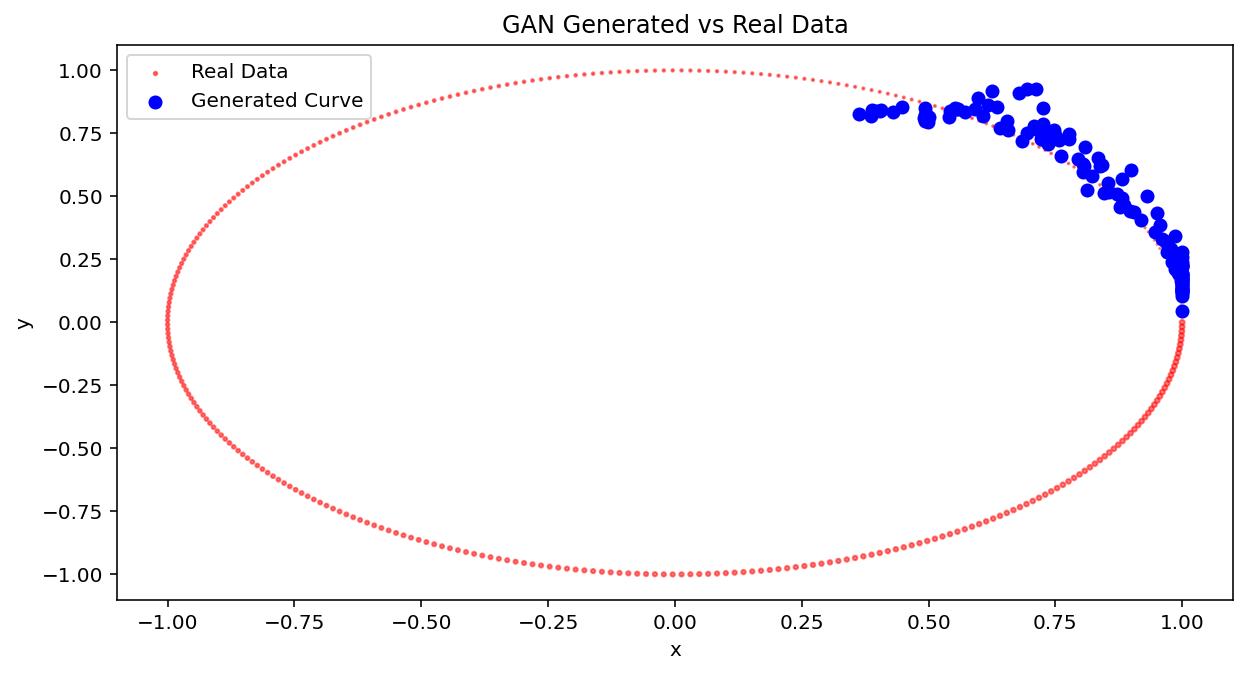 GAN Generated vs Real Data
Real Data
Generated Curve
1.00
0.75
0.50
0.25
0.00
−0.25
−0.50
−0.75
−1.00
y
−1.00 −0.75 −0.50 −0.25 0.00 0.25 0.50 0.75 1.00
x